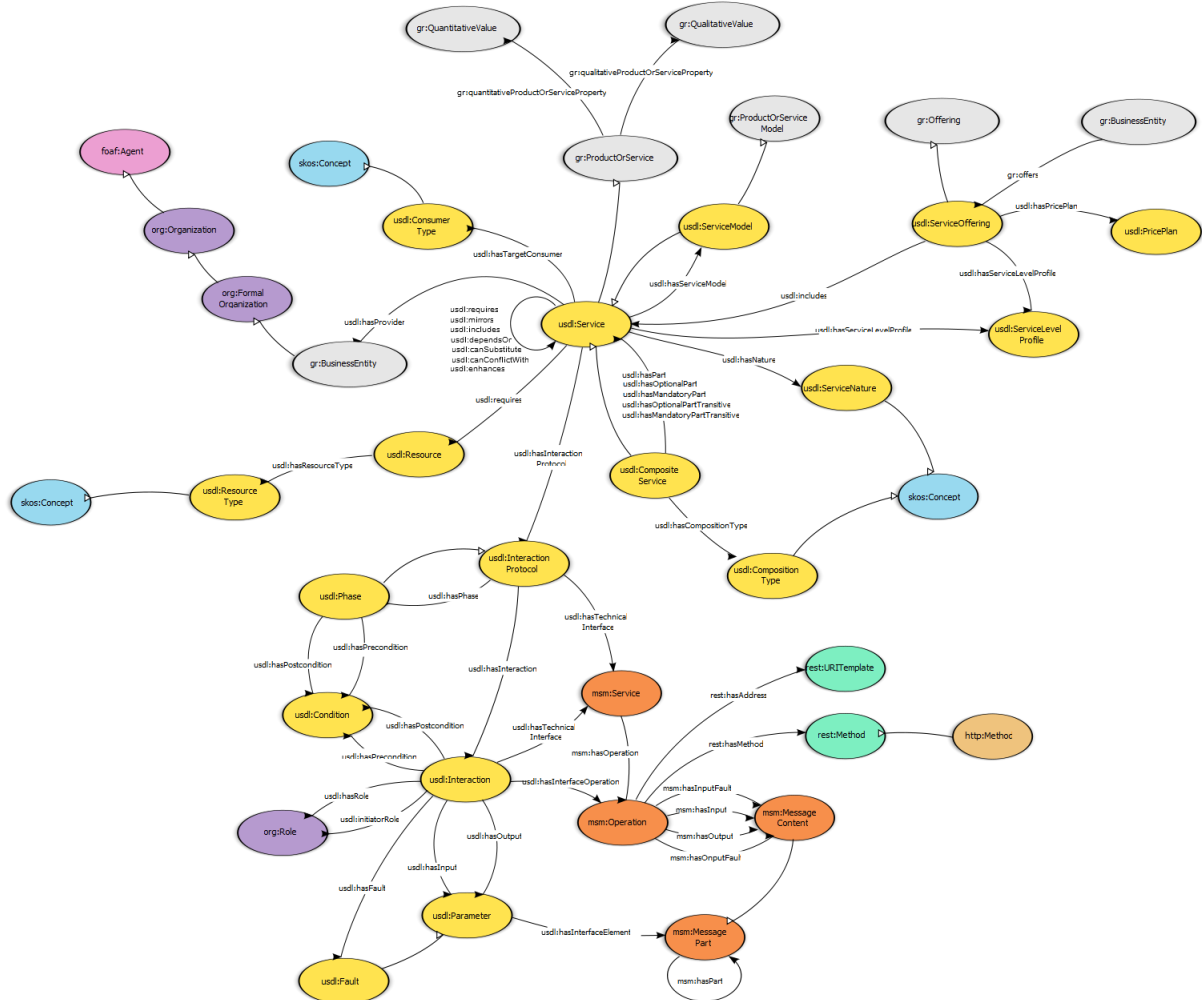 gr:QuantitativeValue
gr:QualitativeValue
gr:qualitativeProductOrServiceProperty
gr:quantitativeProductOrServiceProperty
gr:ProductOrService
Model
gr:Offering
gr:BusinessEntity
foaf:Agent
skos:Concept
gr:ProductOrService
gr:offers
usdl:hasPricePlan
org:Organization
usdl:Consumer
Type
usdl:ServiceModel
usdl:ServiceOffering
usdl:PricePlan
usdl:hasTargetConsumer
usdl:hasServiceModel
usdl:hasServiceLevelProfile
org:Formal
Organization
usdl:includes
usdl:hasProvider
usdl:requires
usdl:mirrors
usdl:includes
usdl:dependsOr
usdl:canSubstitute
usdl:canConflictWith
usdl:enhances
usdl:Service
usdl:hasServiceLevelProfile
usdl:ServiceLevel
Profile
gr:BusinessEntity
usdl:hasNature
usdl:hasPart
usdl:hasOptionalPart
usdl:hasMandatoryPart
usdl:hasOptionalPartTransitive
usdl:hasMandatoryPartTransitive
usdl:ServiceNature
usdl:requires
usdl:Resource
usdl:hasInteraction
Protocol
usdl:hasResourceType
usdl:Composite
Service
skos:Concept
usdl:Resource
Type
skos:Concept
usdl:hasCompositionType
usdl:Interaction
Protocol
usdl:Composition
Type
usdl:Phase
usdl:hasPhase
usdl:hasTechnical
Interface
usdl:hasPrecondition
usdl:hasPostcondition
usdl:hasInteraction
rest:URITemplate
msm:Service
rest:hasAddress
usdl:Condition
usdl:hasPostcondition
usdl:hasTechnical
Interface
rest:hasMethod
rest:Method
http:Methoc
msm:hasOperation
usdl:hasPrecondition
usdl:Interaction
usdl:hasInterfaceOperation
msm:hasInputFault
usdl:hasRole
usdl:initiatorRole
org:Role
msm:hasInput
msm:Message
Content
msm:Operation
usdl:hasOutput
msm:hasOutput
msm:hasOnputFault
usdl:hasInput
usdl:hasFault
usdl:Parameter
usdl:hasInterfaceElement
msm:Message
Part
usdl:Fault
msm:hasPart